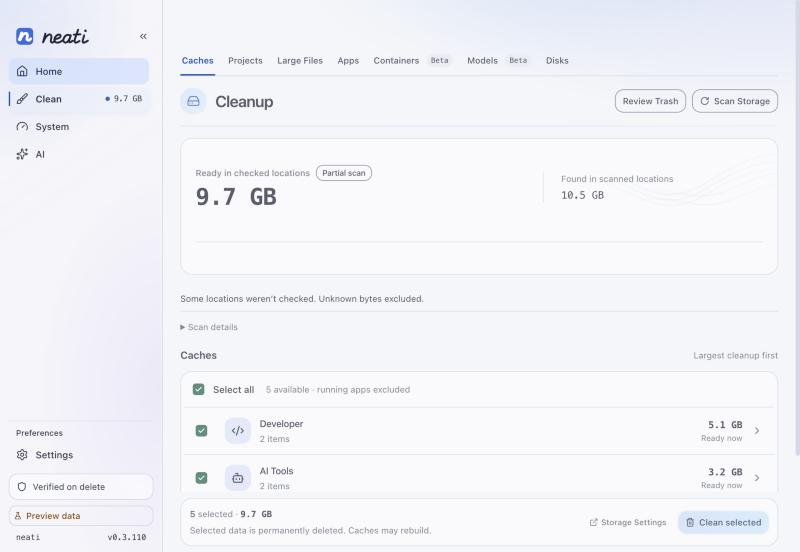 neati
Home
Clean
9.7 GB
System
AI
Preferences
Settings
Verified on delete
Preview data
neati
v0.3.110
Caches
Projects
Large Files
Apps
Containers
Beta
Models
Beta
Disks
Cleanup
Review Trash
Scan Storage
Ready in checked locations
Partial scan
9.7 GB
Found in scanned locations
10.5 GB
Some locations weren't checked. Unknown bytes excluded.
Scan details
Caches
Largest cleanup first
Select all
5 available · running apps excluded
Developer
2 items
5.1 GB
Ready now
AI Tools
2 items
3.2 GB
Ready now
5 selected · 9.7 GB
Selected data is permanently deleted. Caches may rebuild.
Storage Settings
Clean selected